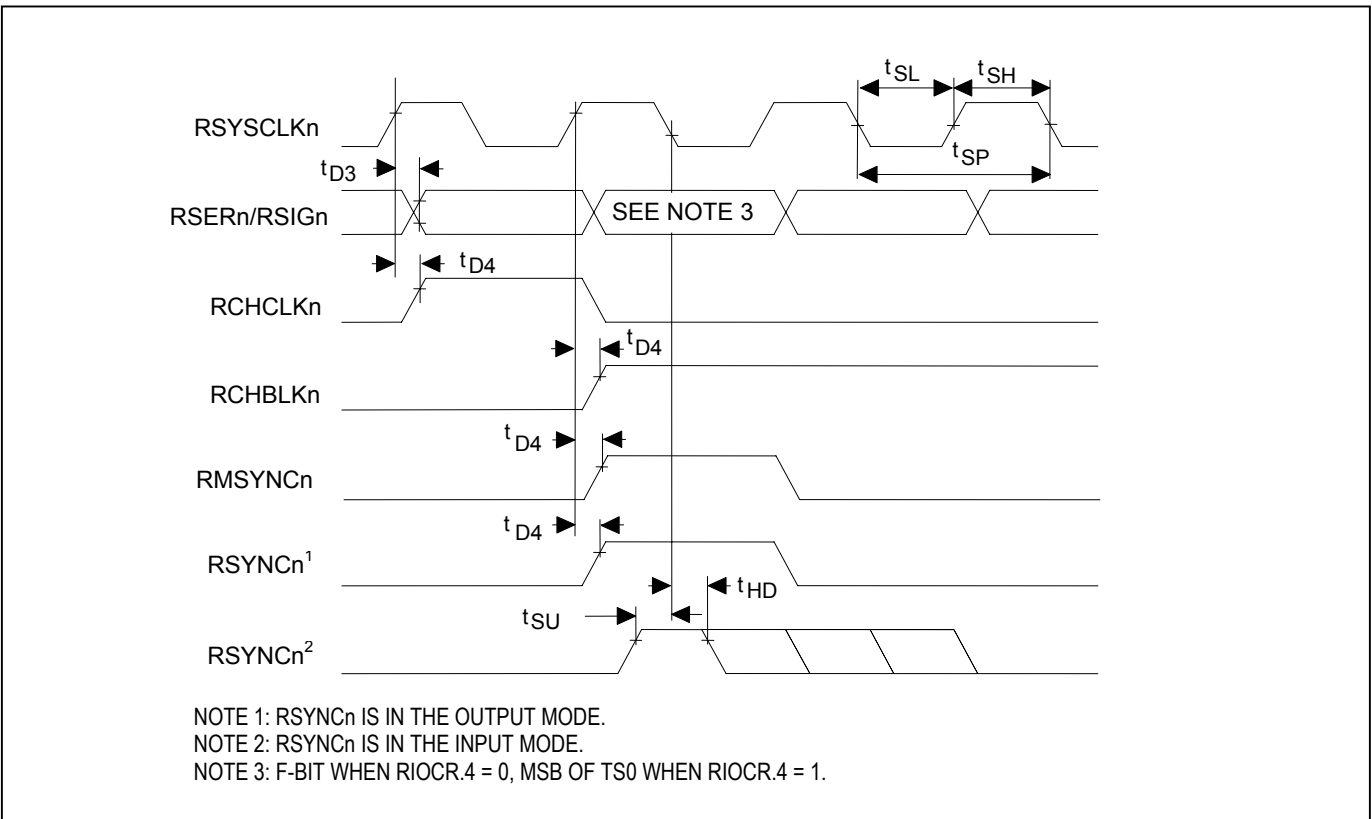 tSL
tSH
RSYSCLKn
tSP
tD3
RSERn/RSIGn
SEE NOTE 3
tD4
RCHCLKn
tD4
RCHBLKn
tD4
RMSYNCn
tD4
RSYNCn1
tHD
tSU
RSYNCn2
NOTE 1: RSYNCn IS IN THE OUTPUT MODE.
NOTE 2: RSYNCn IS IN THE INPUT MODE.
NOTE 3: F-BIT WHEN RIOCR.4 = 0, MSB OF TS0 WHEN RIOCR.4 = 1.